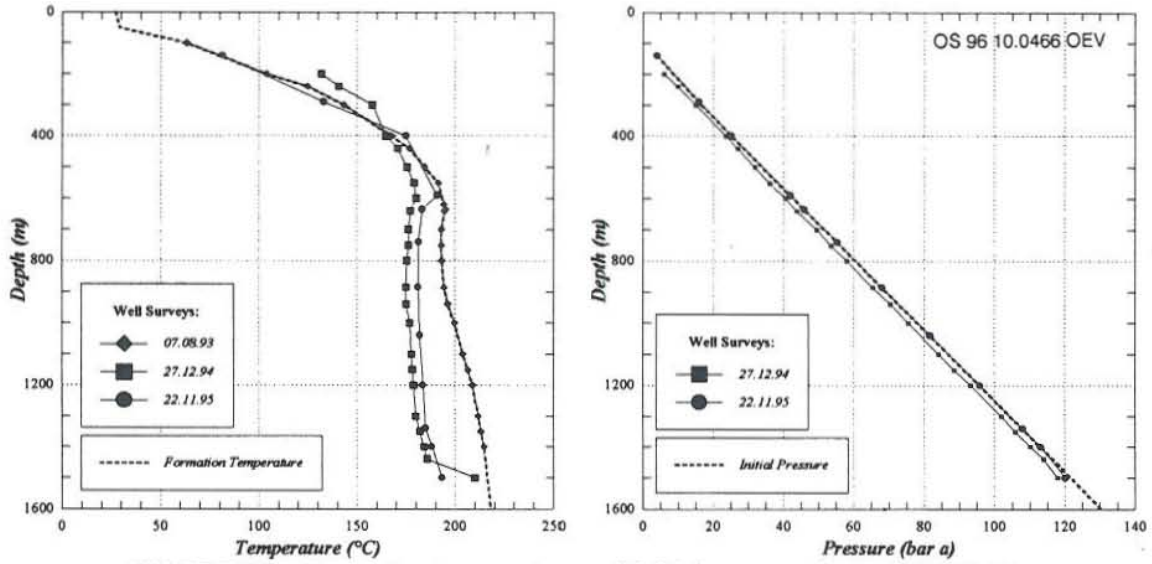 0
400
800
1200
1600
Depth (m)
Well Surveys:
07.08.93
27.12.94
22.11.95
Formation Temperature
0 50 100 150 200 250
Temperature (°C)
OS 96 10.0466 OEV
0
400
800
1200
1600
Depth (m)
Well Surveys:
27.12.94
22.11.95
Initial Pressure
0 20 40 60 80 100 120 140
Pressure (bar a)